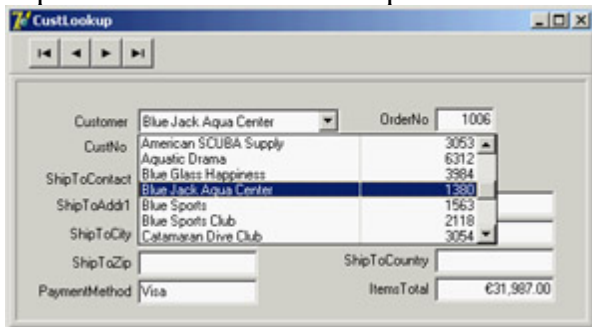 CustLookup
Customer Blue Jack Aqua Center OrderNo 1006
CustNo American SCUBA Supply 3053
Aquatic Drama 6312
ShipToContact Blue Glass Happiness 3984
Blue Jack Aqua Center 1380
ShipToAddr1 Blue Sports 1563
Blue Sports Club 2118
ShipToCity Catamaran Dive Club 3054
ShipToZip ShipToCountry
PaymentMethod Visa ItemsTotal €31,987.00